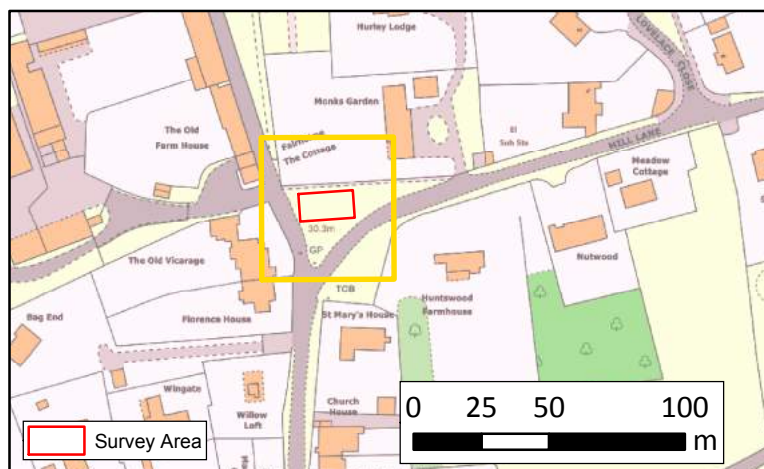 Hurley Lodge
LOVELACE CLOSE
Monks Garden
The Old
Farm House
The Cottage
El
Sub Sta
MILL LANE
Meadow
Cottage
30.3m
GP
The Old Vicarage
Nutwood
TCB
Huntswood
Farmhouse
Bag End
Florence House
St Mary's House
Wingate
Willow
Loft
Church
House
0 25 50 100
m
Survey Area